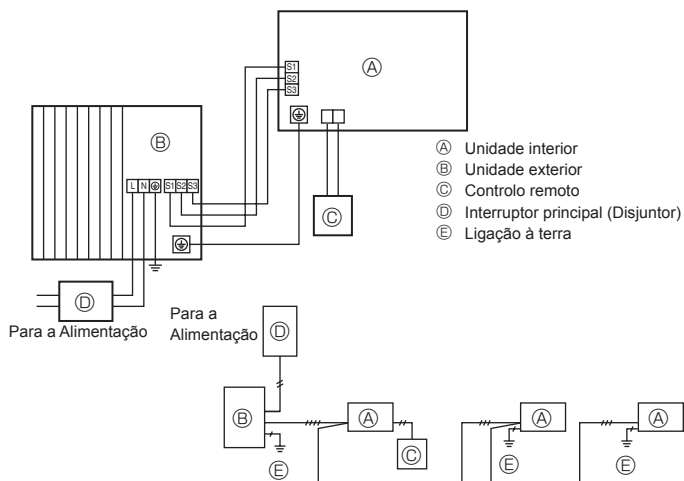 S1
S2
S3
Ⓐ
Ⓑ
L N S1 S2 S3
Ⓒ
Ⓓ
Para a Alimentação
Ⓐ Unidade interior
Ⓑ Unidade exterior
Ⓒ Controlo remoto
Ⓓ Interruptor principal (Disjuntor)
Ⓔ Ligação à terra
Para a
Alimentação
Ⓓ
Ⓑ
Ⓐ
Ⓒ
Ⓔ
Ⓐ
Ⓔ
Ⓐ
Ⓔ